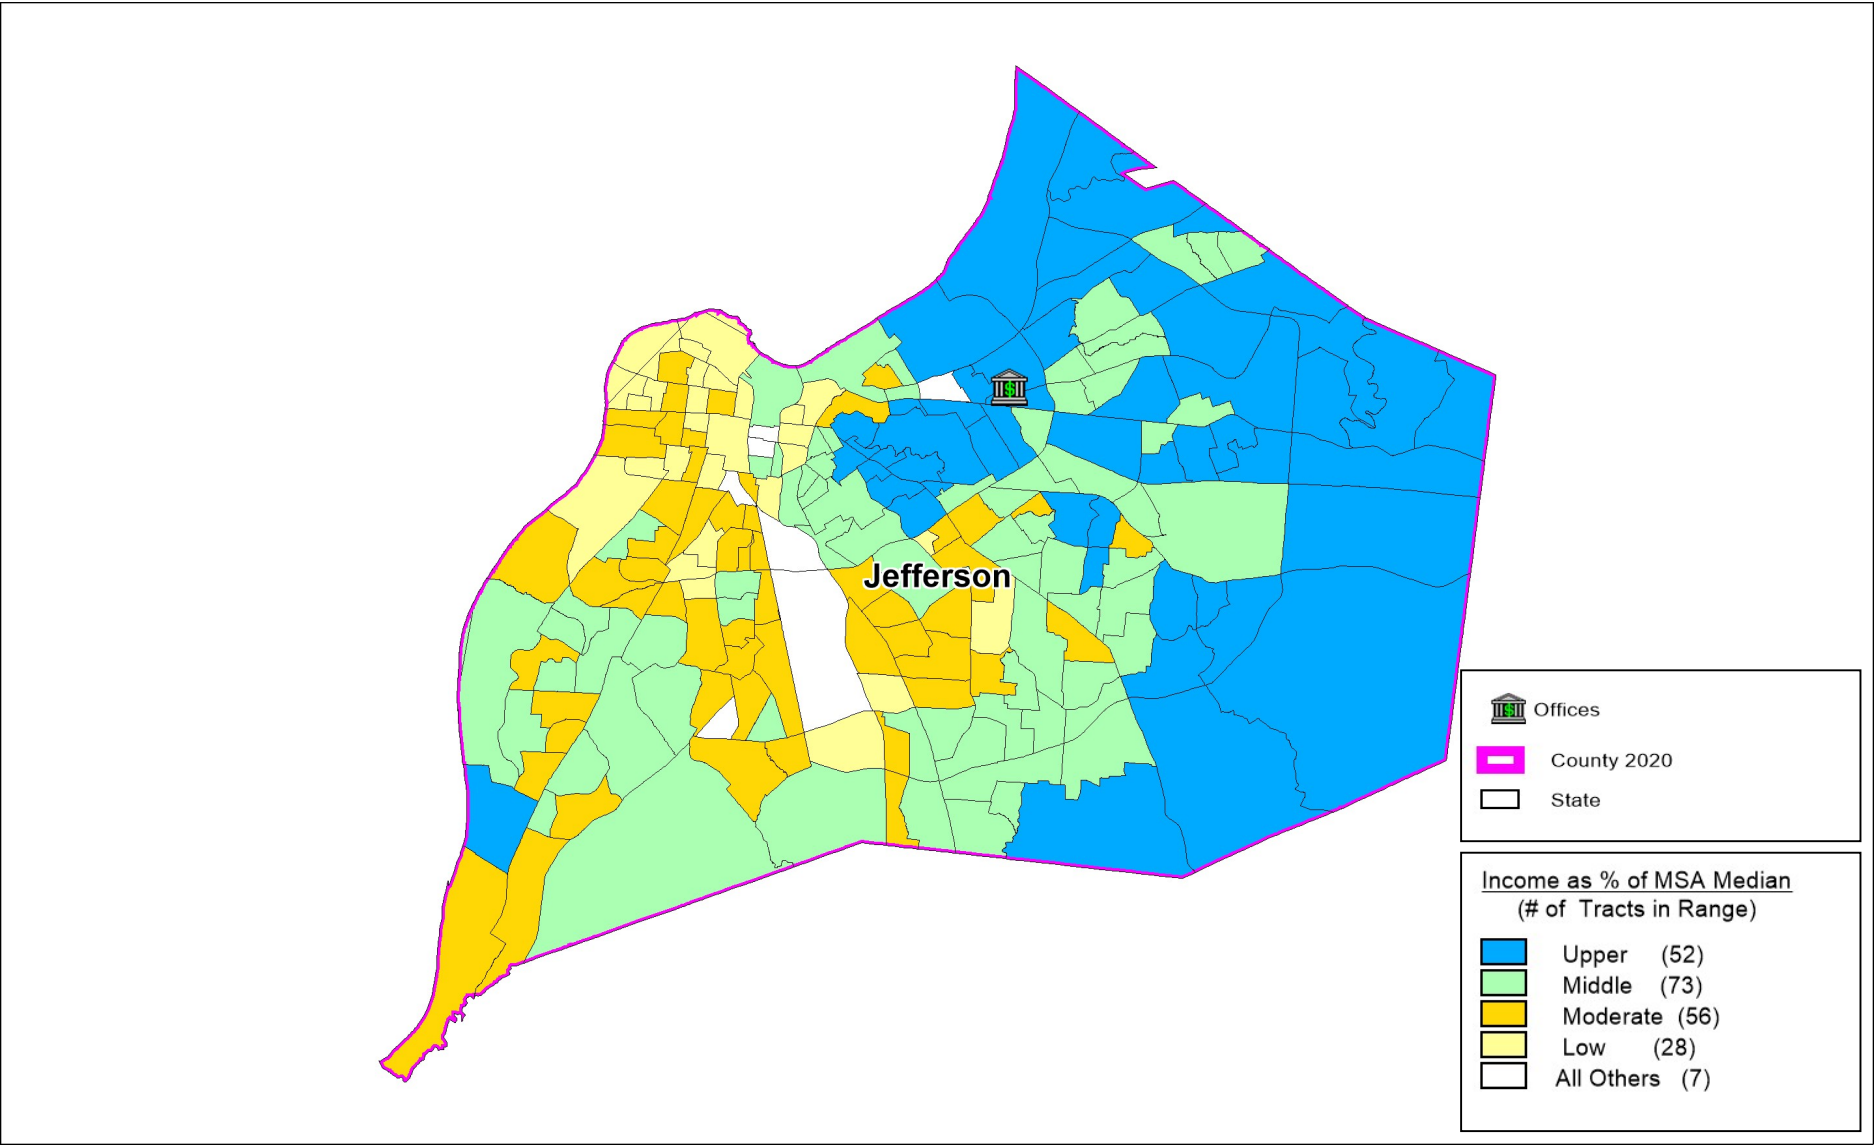 Jefferson
Offices
County 2020
State
Income as % of MSA Median
(# of Tracts in Range)
Upper (52)
Middle (73)
Moderate (56)
Low (28)
All Others (7)